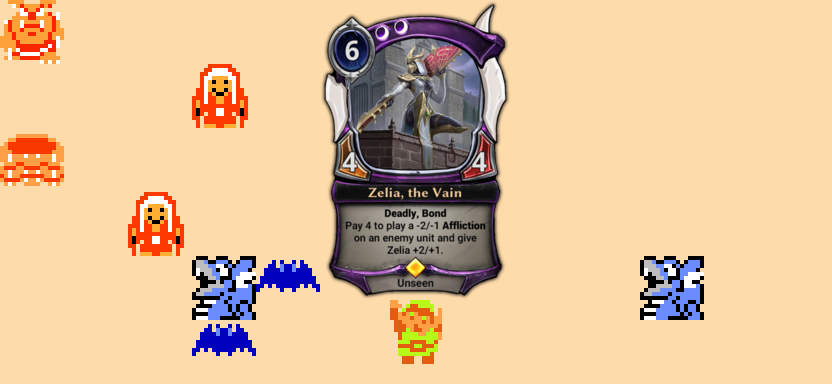 6
4
4
Zelia, the Vain
Deadly, Bond
Pay 4 to play a -2/-1 Affliction
on an enemy unit and give
Zelia +2/+1.
Unseen